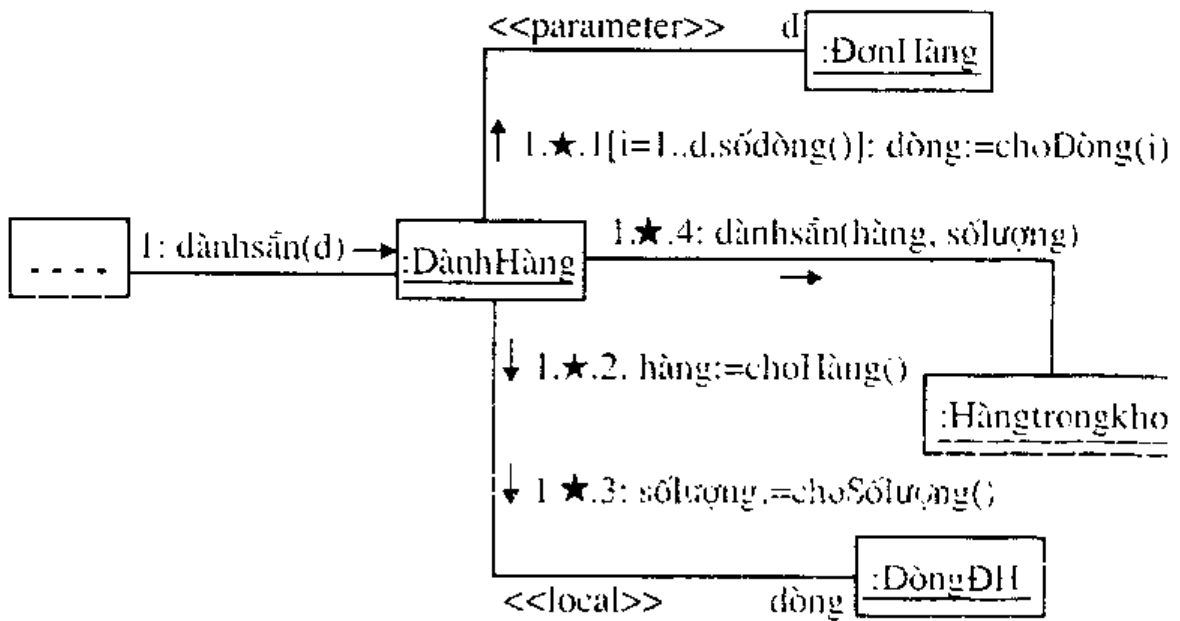 <<parameter>> d
:ĐơnHàng
1.★.1[i=1..d.sốdòng()]: dòng:=choDòng(i)
1: dànhsẵn(d)
1.★.4: dànhsẵn(hàng, sốlượng)
. . . .
:DànhHàng
1.★.2. hàng:=choHàng()
:Hàngtrongkho
1 ★.3: sốlượng.=choSốlượng()
:DòngĐH
<<local>> dòng